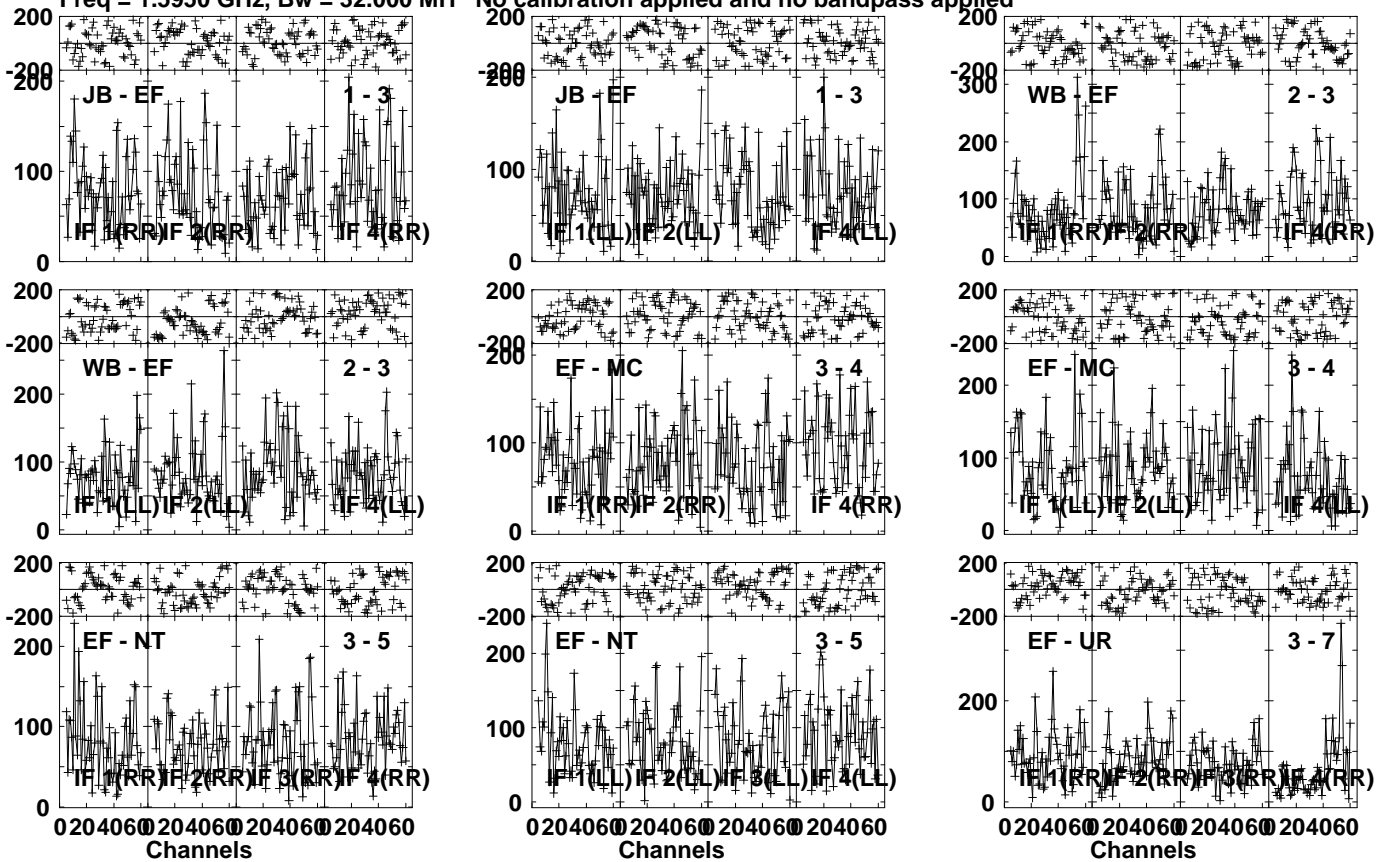 Freq = 1.5950 GHz, Bw = 32.000 MH No calibration applied and no bandpass applied
200
-200
200
100
0
JB - EF 1 - 3
IF 1(RR) IF 2(RR) IF 4(RR)
200
-200
200
100
0
JB - EF 1 - 3
IF 1(LL) IF 2(LL) IF 4(LL)
200
-200
300
200
100
0
WB - EF 2 - 3
IF 1(RR) IF 2(RR) IF 4(RR)
200
-200
200
100
0
WB - EF 2 - 3
IF 1(LL) IF 2(LL) IF 4(LL)
200
-200
200
100
0
EF - MC 3 - 4
IF 1(RR) IF 2(RR) IF 4(RR)
200
-200
200
100
0
EF - MC 3 - 4
IF 1(LL) IF 2(LL) IF 4(LL)
200
-200
200
100
0
EF - NT 3 - 5
IF 1(RR) IF 2(RR) IF 3(RR) IF 4(RR)
0 20 40 60 0 20 40 60 0 20 40 60 0 20 40 60
Channels
200
-200
200
100
0
EF - NT 3 - 5
IF 1(LL) IF 2(LL) IF 3(LL) IF 4(LL)
0 20 40 60 0 20 40 60 0 20 40 60 0 20 40 60
Channels
200
-200
200
0
EF - UR 3 - 7
IF 1(RR) IF 2(RR) IF 3(RR) IF 4(RR)
0 20 40 60 0 20 40 60 0 20 40 60 0 20 40 60
Channels